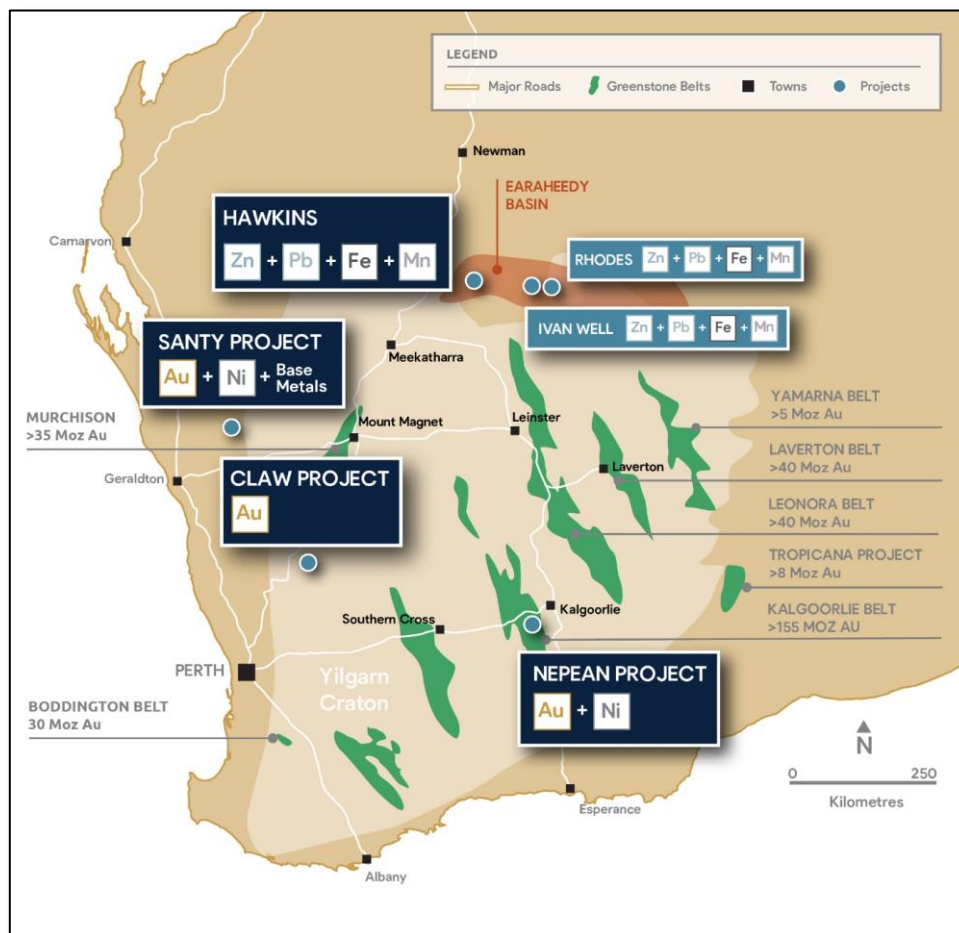 LEGEND
Major Roads
Greenstone Belts
Towns
Projects
Newman
EARAHEEDY
BASIN
HAWKINS
Zn + Pb + Fe + Mn
Carnarvon
RHODES Zn + Pb + Fe + Mn
IVAN WELL Zn + Pb + Fe + Mn
SANTY PROJECT
Au + Ni + Base
Metals
Meekatharra
MURCHISON
>35 Moz Au
Mount Magnet
Leinster
YAMARNA BELT
>5 Moz Au
Geraldton
CLAW PROJECT
Au
Laverton
LAVERTON BELT
>40 Moz Au
LEONORA BELT
>40 Moz Au
TROPICANA PROJECT
>8 Moz Au
Kalgoorlie
KALGOORLIE BELT
>155 MOZ AU
Southern Cross
PERTH
Yilgarn
Craton
NEPEAN PROJECT
Au + Ni
BODDINGTON BELT
30 Moz Au
N
0 250
Kilometres
Esperance
Albany